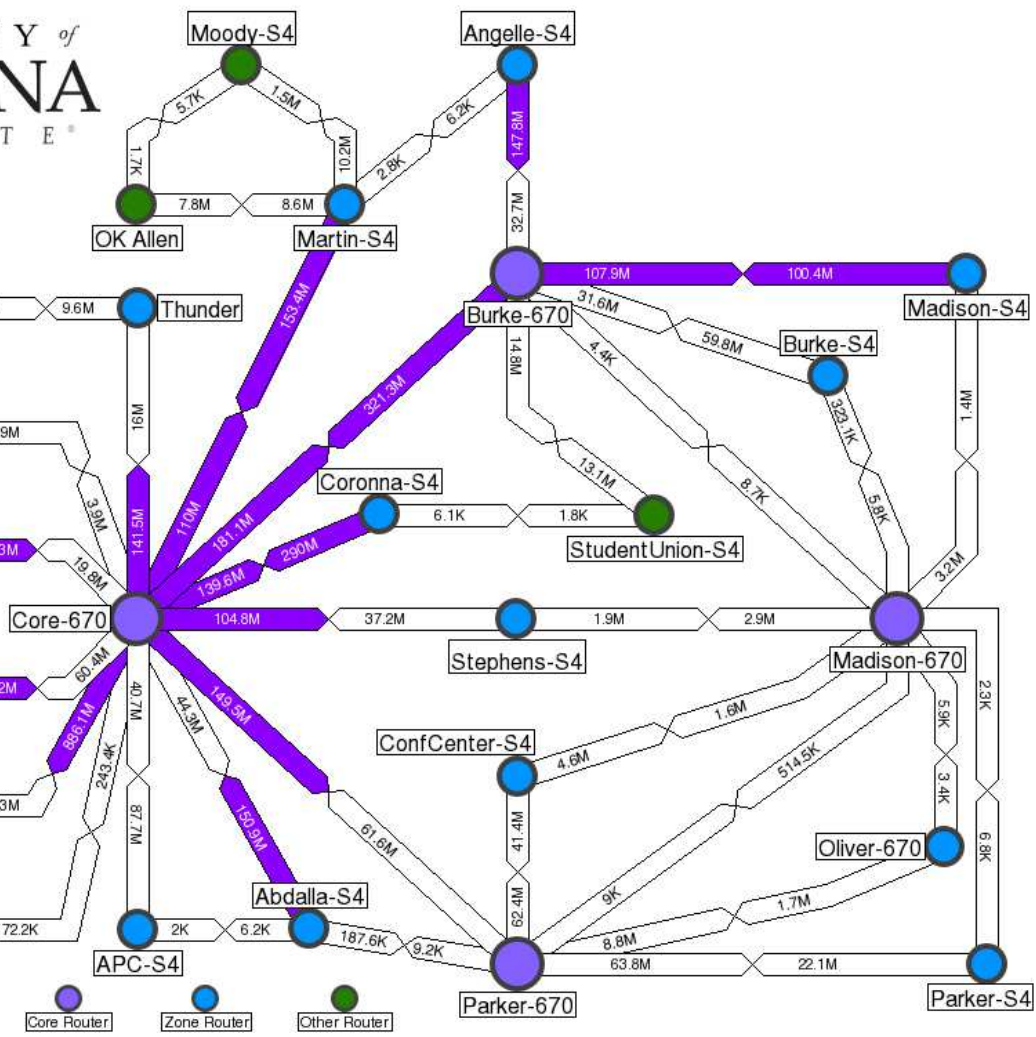 Y of
NA
T E ®
Moody-S4
Angelle-S4
5.7K
1.5M
6.2K
147.8M
1.7K
10.2M
2.8K
7.8M
8.6M
32.7M
OK Allen
Martin-S4
107.9M
100.4M
9.6M
Thunder
153.4M
Burke-670
31.6M
Madison-S4
321.3M
14.8M
4.4K
59.8M
Burke-S4
16M
323.1K
1.4M
9M
Coronna-S4
13.1M
8.7K
3.9M
141.5M
110M
181.1M
6.1K
1.8K
5.8K
3M
19.8M
139.6M
290M
StudentUnion-S4
3.2M
Core-670
104.8M
37.2M
1.9M
2.9M
Stephens-S4
Madison-670
2M
60.4M
40.7M
44.3M
149.5M
1.6M
5.9K
2.3K
886.1M
243.4K
ConfCenter-S4
4.6M
514.5K
3M
87.7M
150.9M
61.6M
41.4M
3.4K
6.8K
Oliver-670
Abdalla-S4
62.4M
9K
1.7M
72.2K
2K
6.2K
187.6K
9.2K
8.8M
APC-S4
63.8M
22.1M
Parker-670
Parker-S4
Core Router
Zone Router
Other Router